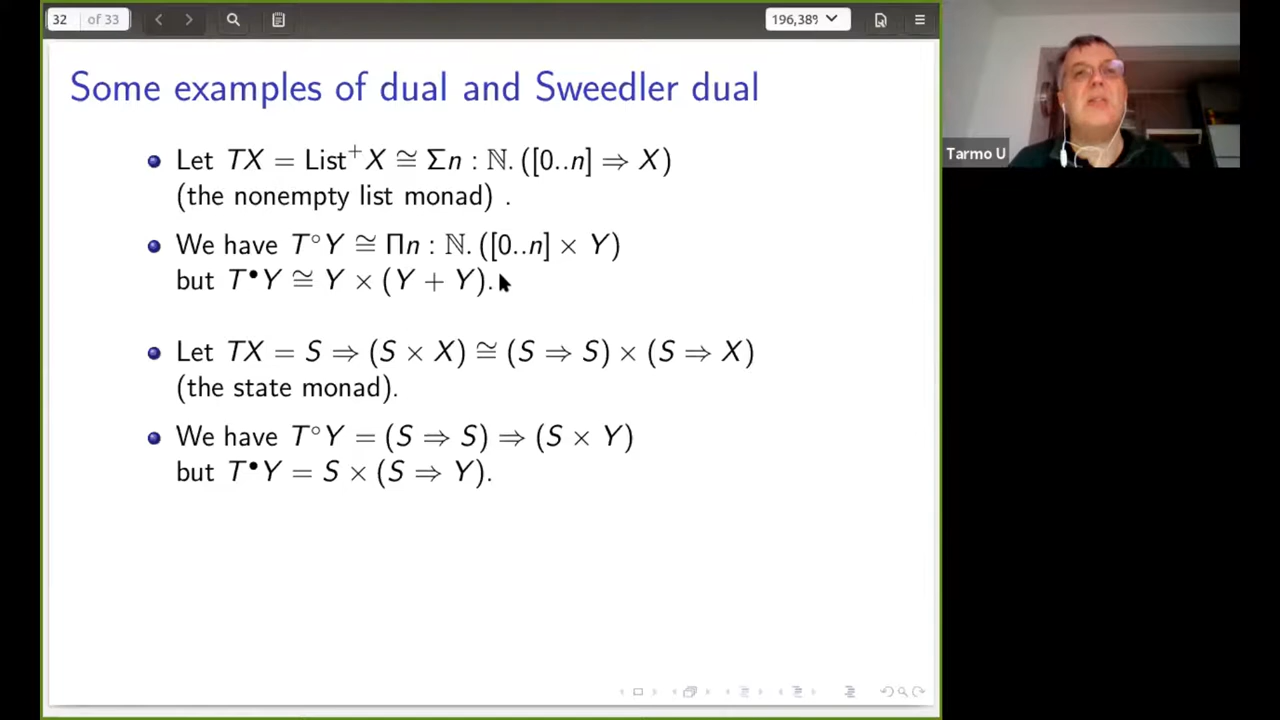 32 of 33
196,38%
Some examples of dual and Sweedler dual
Let TX = List⁺X ≅ Σn : ℕ. ([0..n] ⇒ X)
(the nonempty list monad) .
We have T°Y ≅ Πn : ℕ. ([0..n] × Y)
but T•Y ≅ Y × (Y + Y).
Let TX = S ⇒ (S × X) ≅ (S ⇒ S) × (S ⇒ X)
(the state monad).
We have T°Y = (S ⇒ S) ⇒ (S × Y)
but T•Y = S × (S ⇒ Y).
Tarmo U